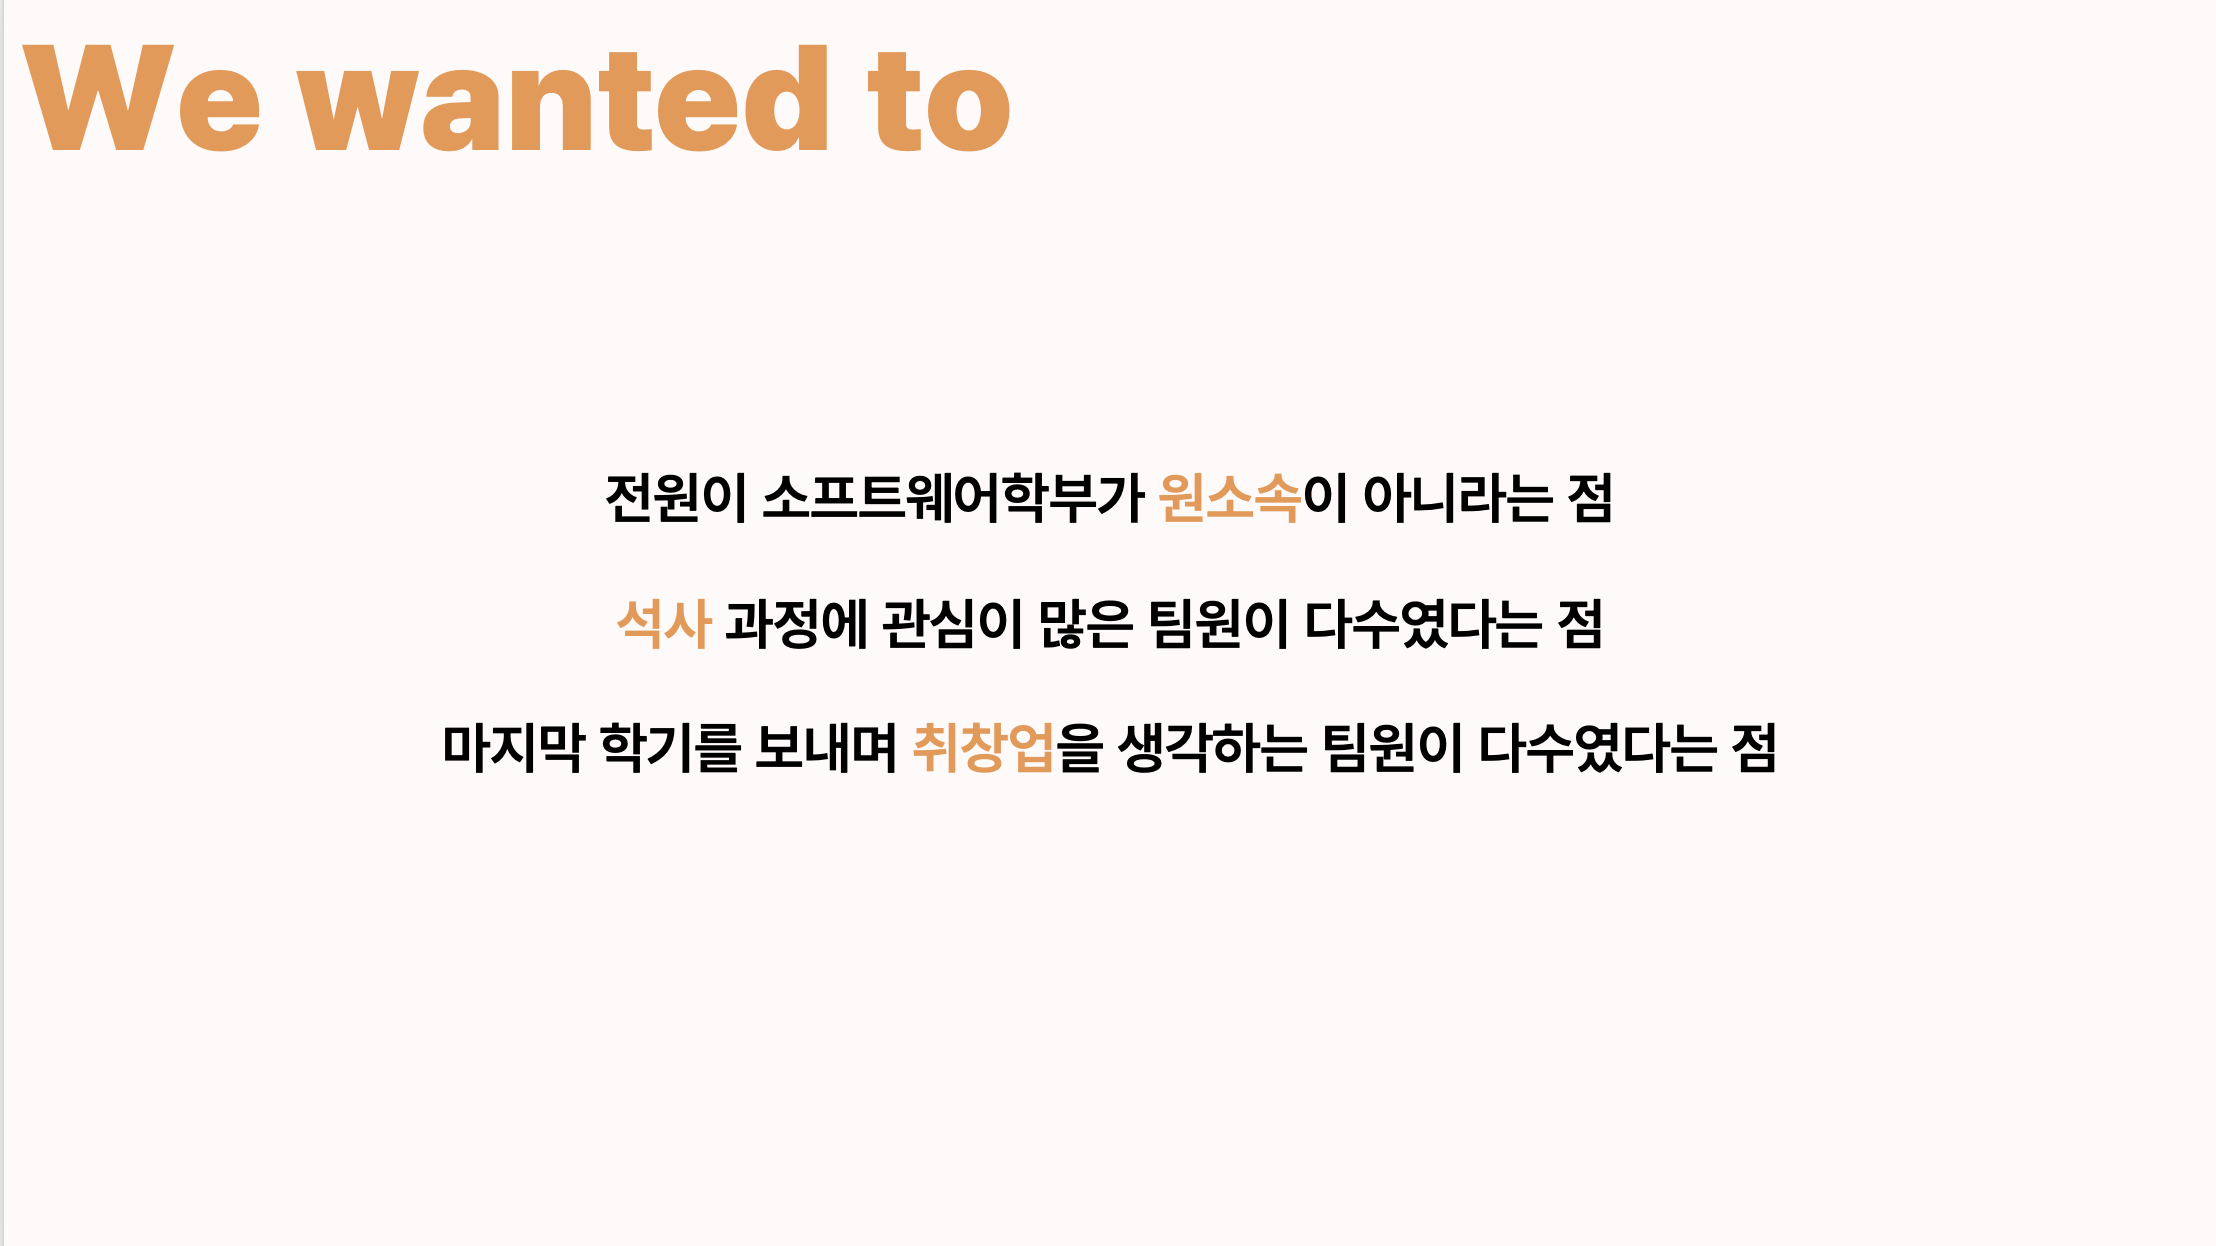 We wanted to
전원이 소프트웨어학부가 원소속이 아니라는 점
석사 과정에 관심이 많은 팀원이 다수였다는 점
마지막 학기를 보내며 취창업을 생각하는 팀원이 다수였다는 점